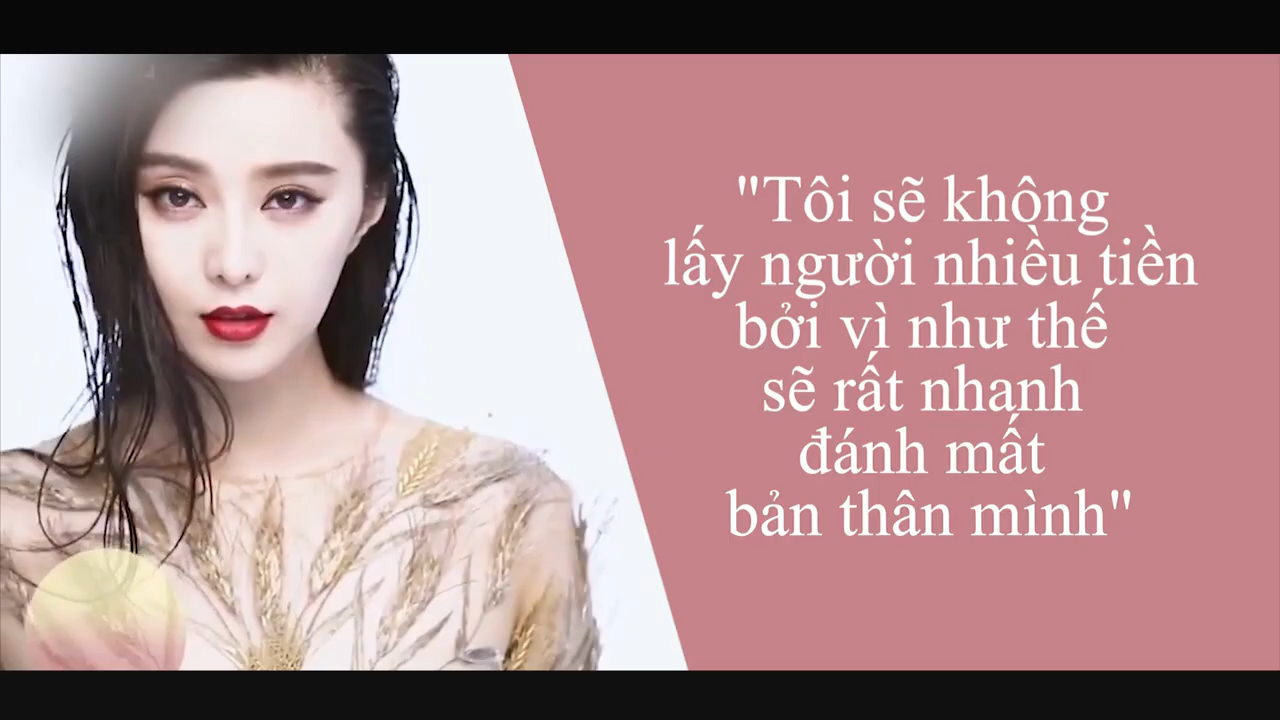 "Tôi sẽ không
lấy người nhiều tiền
bởi vì như thế
sẽ rất nhanh
đánh mất
bản thân mình"